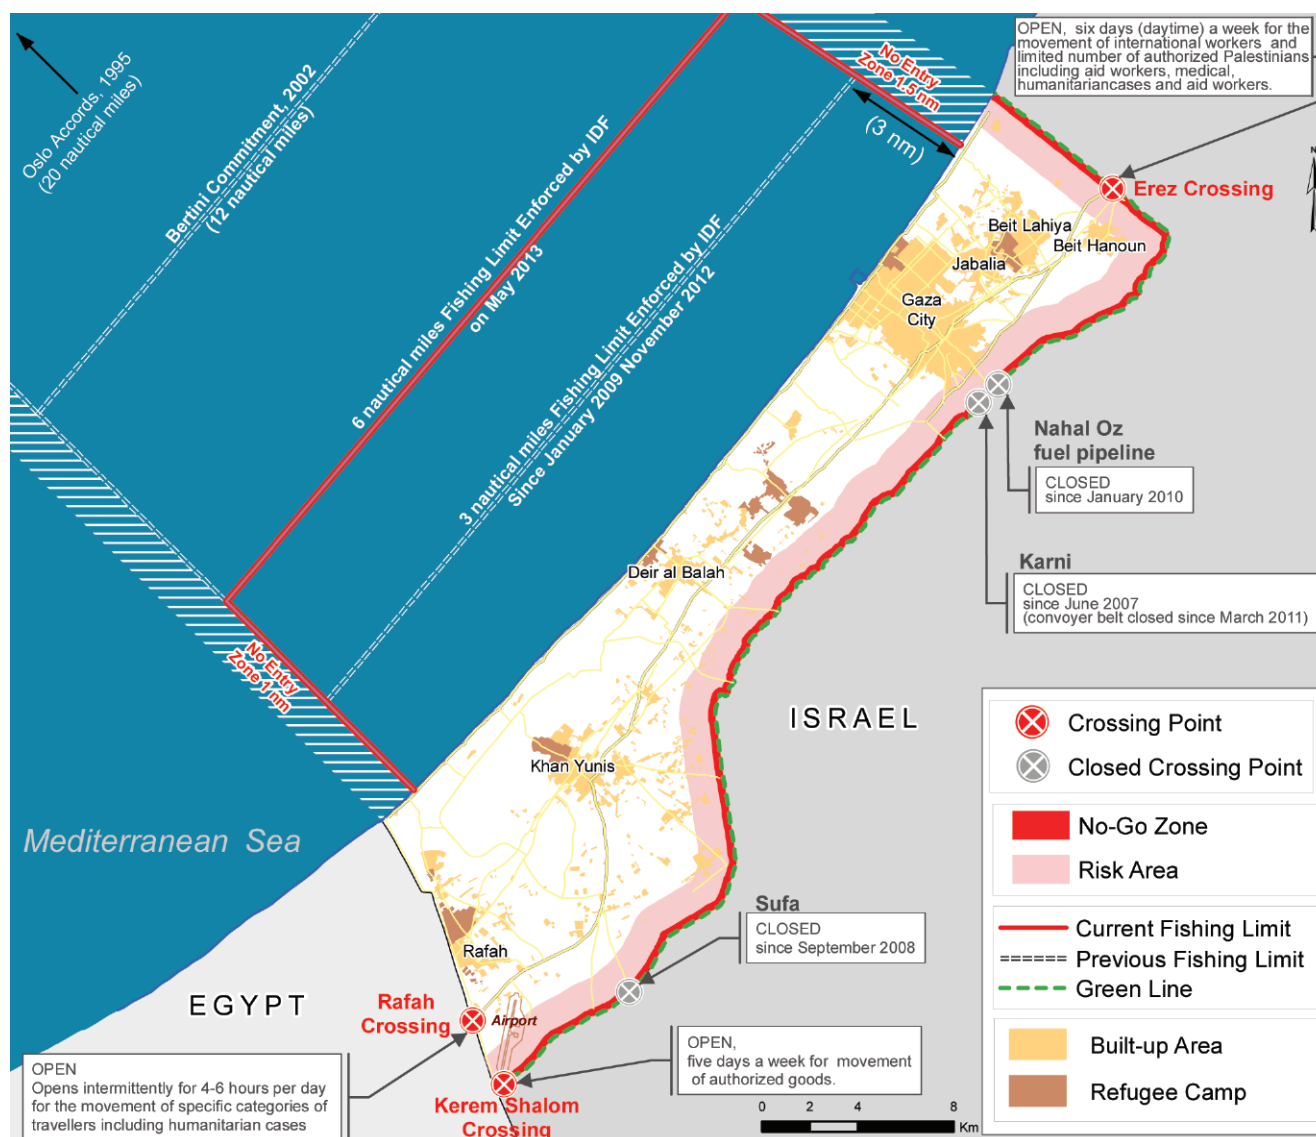 OPEN, six days (daytime) a week for the
movement of international workers and
limited number of authorized Palestinians
including aid workers, medical,
humanitariancases and aid workers.
Oslo Accords, 1995
(20 nautical miles)
Bertini Commitment, 2002
(12 nautical miles)
6 nautical miles Fishing Limit Enforced by IDF
on May 2013
3 nautical miles Fishing Limit Enforced by IDF
Since January 2009 November 2012
No Entry
Zone 1.5 nm
(3 nm)
N
Erez Crossing
Beit Lahiya
Beit Hanoun
Jabalia
Gaza
City
Nahal Oz
fuel pipeline
CLOSED
since January 2010
Karni
CLOSED
since June 2007
(convoyer belt closed since March 2011)
Deir al Balah
No Entry
Zone 1 nm
ISRAEL
Khan Yunis
Mediterranean Sea
Sufa
CLOSED
since September 2008
Rafah
EGYPT
Rafah
Crossing
Airport
OPEN
Opens intermittently for 4-6 hours per day
for the movement of specific categories of
travellers including humanitarian cases
OPEN,
five days a week for movement
of authorized goods.
Kerem Shalom
Crossing
Crossing Point
Closed Crossing Point
No-Go Zone
Risk Area
Current Fishing Limit
Previous Fishing Limit
Green Line
Built-up Area
Refugee Camp
0 2 4 8
Km